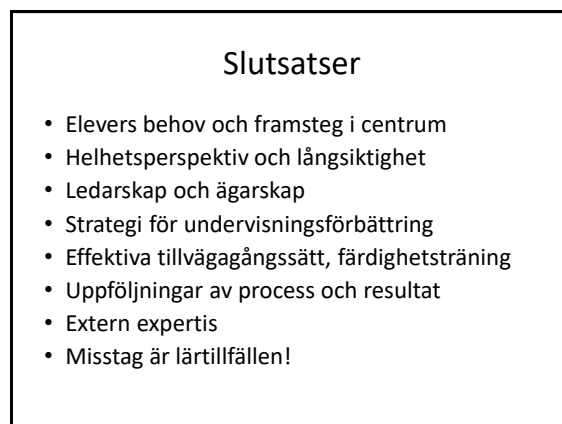 Slutsatser
• Elevers behov och framsteg i centrum
• Helhetsperspektiv och långsiktighet
• Ledarskap och ägarskap
• Strategi för undervisningsförbättring
• Effektiva tillvägagångssätt, färdighetsträning
• Uppföljningar av process och resultat
• Extern expertis
• Misstag är lärtillfällen!